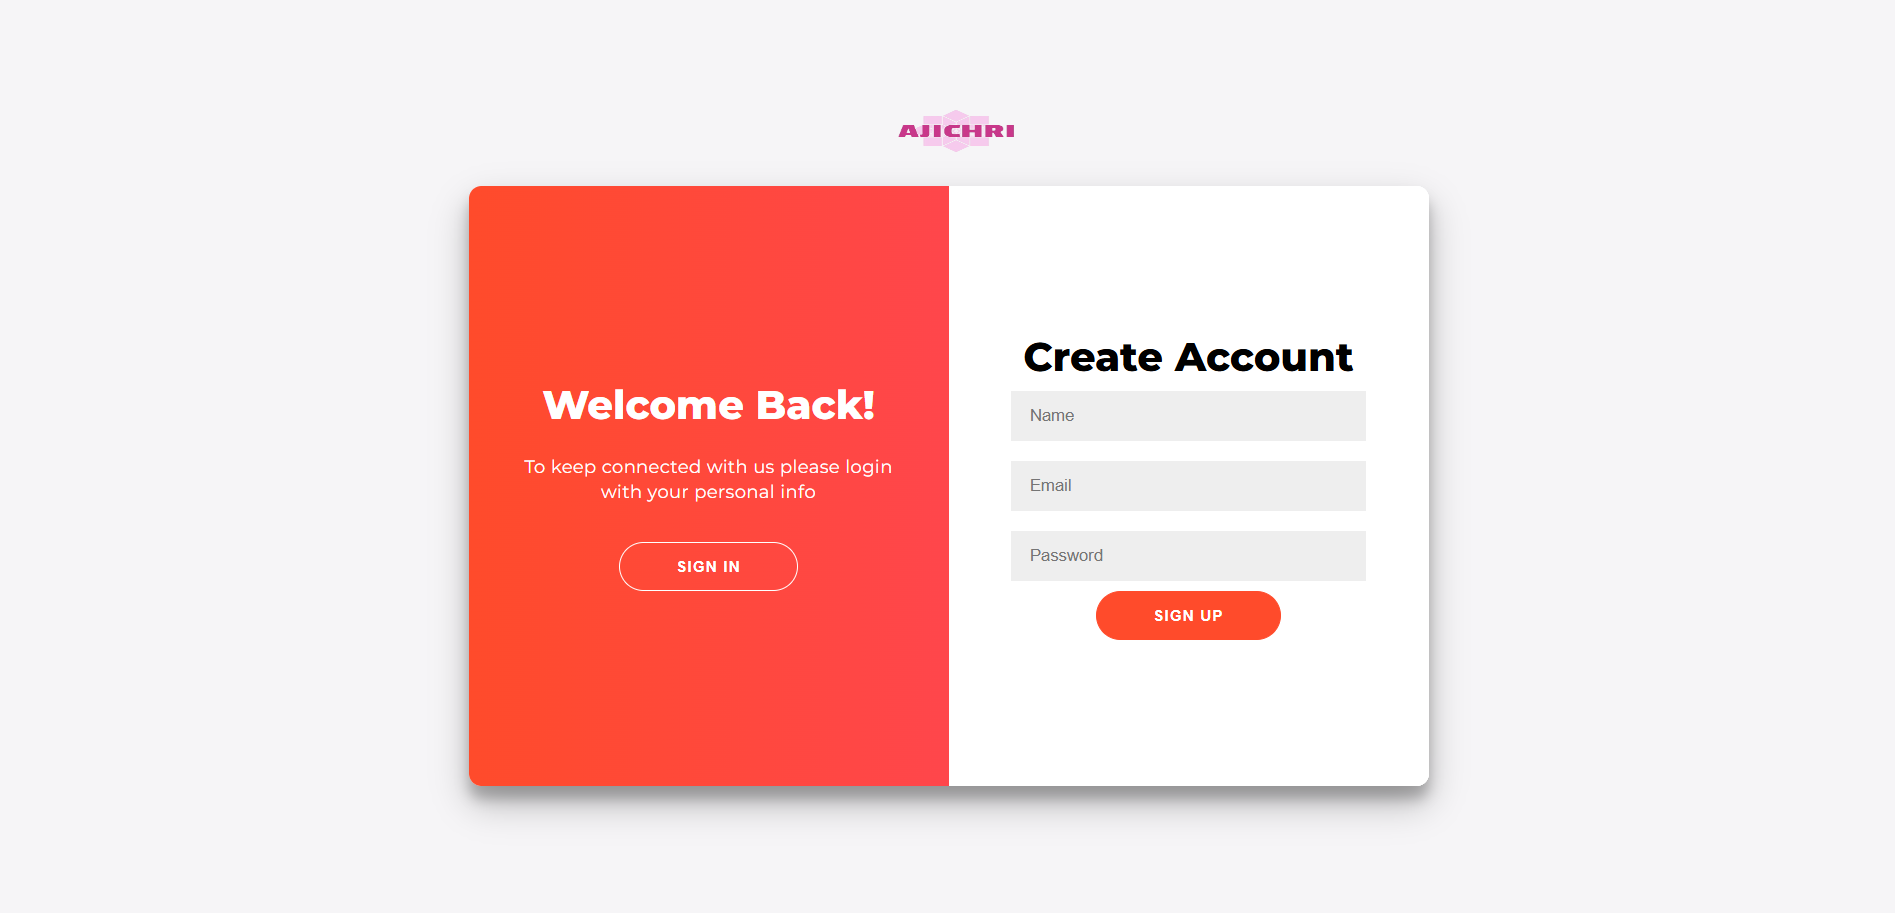 AJICHRI
Welcome Back!
To keep connected with us please login
with your personal info
SIGN IN
Create Account
Name
Email
Password
SIGN UP